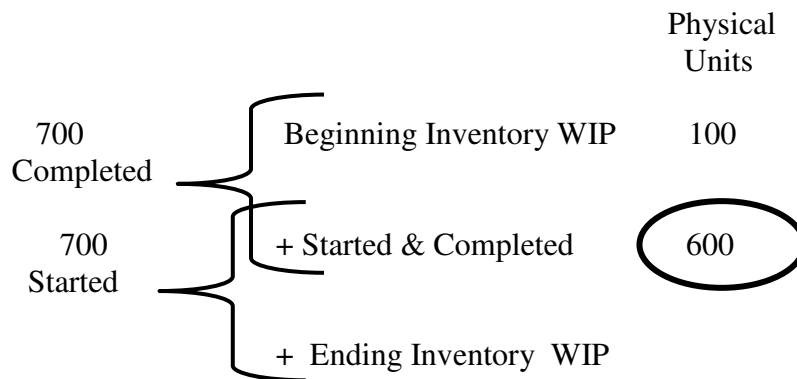 Physical
Units
700 Beginning Inventory WIP 100
Completed
700 + Started & Completed 600
Started
+ Ending Inventory WIP